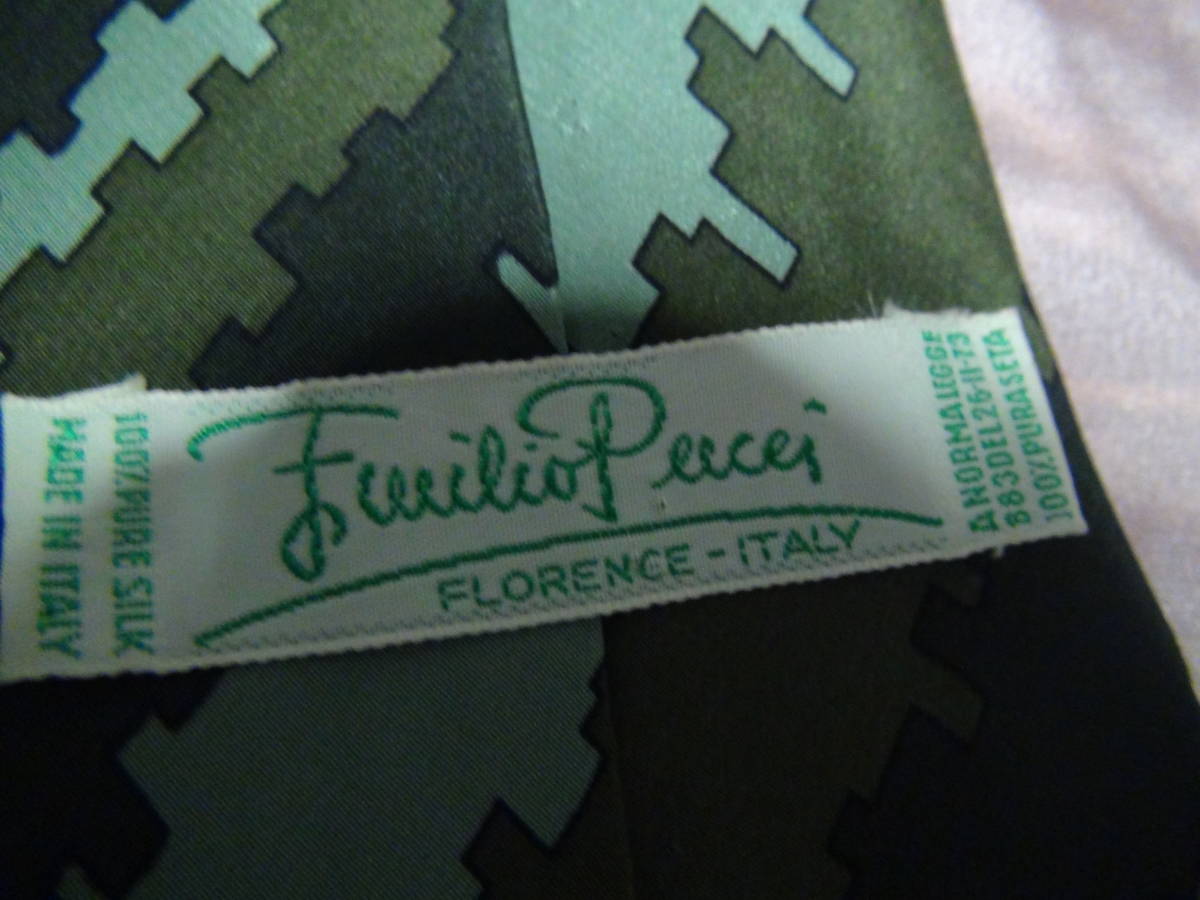 100% PURE SILK
MADE IN ITALY
Emilio Pucci
FLORENCE - ITALY
A NORMA LEGGE
883 DEL 26-11-73
100% PURA SETA